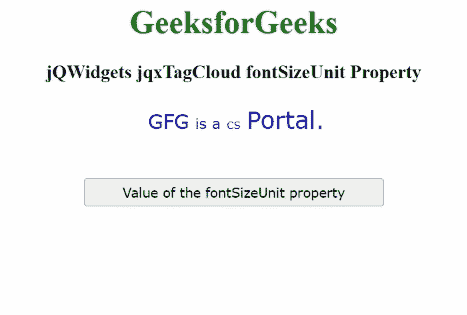 GeeksforGeeks
jQWidgets jqxTagCloud fontSizeUnit Property
GFG is a cs Portal.
Value of the fontSizeUnit property